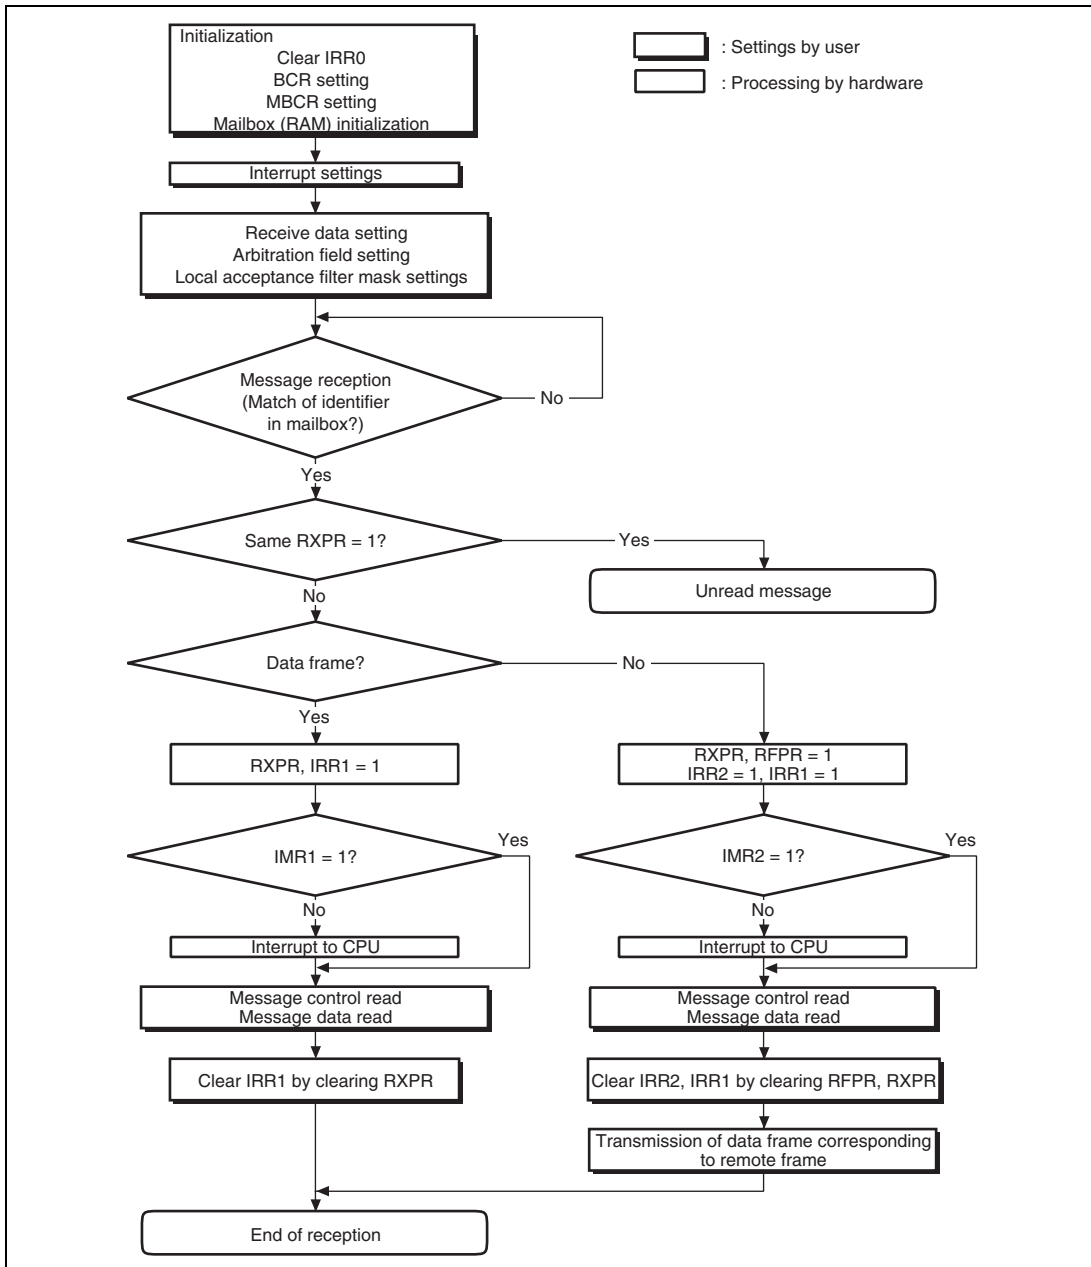 Initialization
Clear IRR0
BCR setting
MBCR setting
Mailbox (RAM) initialization
: Settings by user
: Processing by hardware
Interrupt settings
Receive data setting
Arbitration field setting
Local acceptance filter mask settings
Message reception
(Match of identifier
in mailbox?)
No
Yes
Same RXPR = 1?
Yes
Unread message
No
Data frame?
No
Yes
RXPR, IRR1 = 1
RXPR, RFPR = 1
IRR2 = 1, IRR1 = 1
IMR1 = 1?
Yes
IMR2 = 1?
Yes
No
No
Interrupt to CPU
Interrupt to CPU
Message control read
Message data read
Message control read
Message data read
Clear IRR1 by clearing RXPR
Clear IRR2, IRR1 by clearing RFPR, RXPR
Transmission of data frame corresponding
to remote frame
End of reception